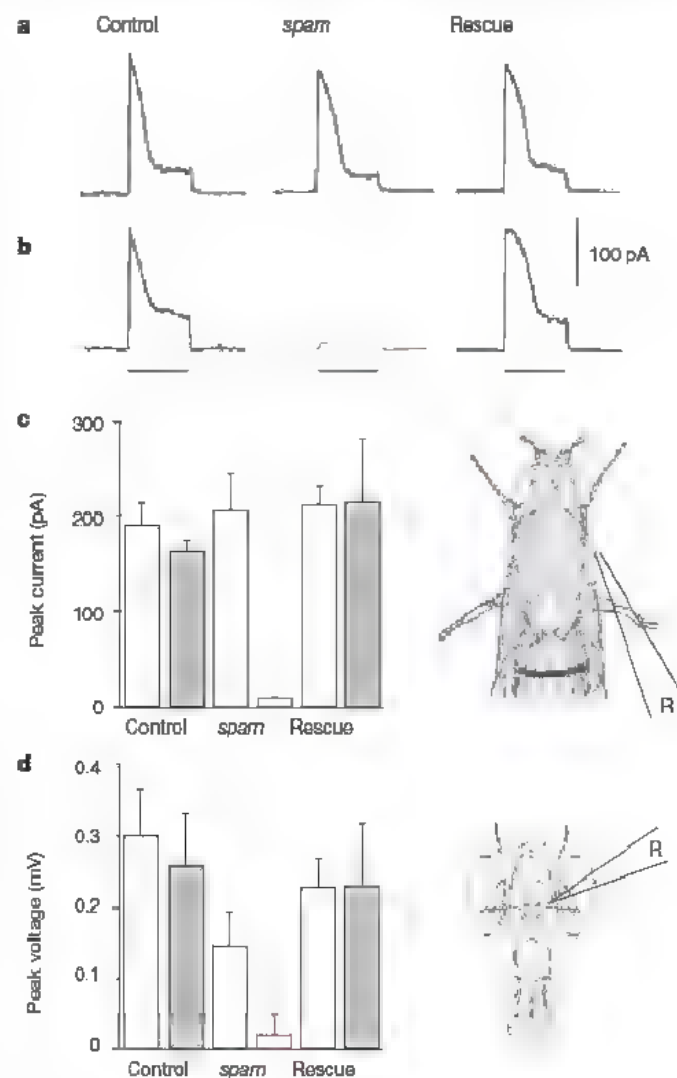 a Control spam Rescue
b
100 pA
c
300
200
100
0
Peak current (pA)
Control spam Rescue
R
d
0.4
0.3
0.2
0.1
0
Peak voltage (mV)
Control spam Rescue
R